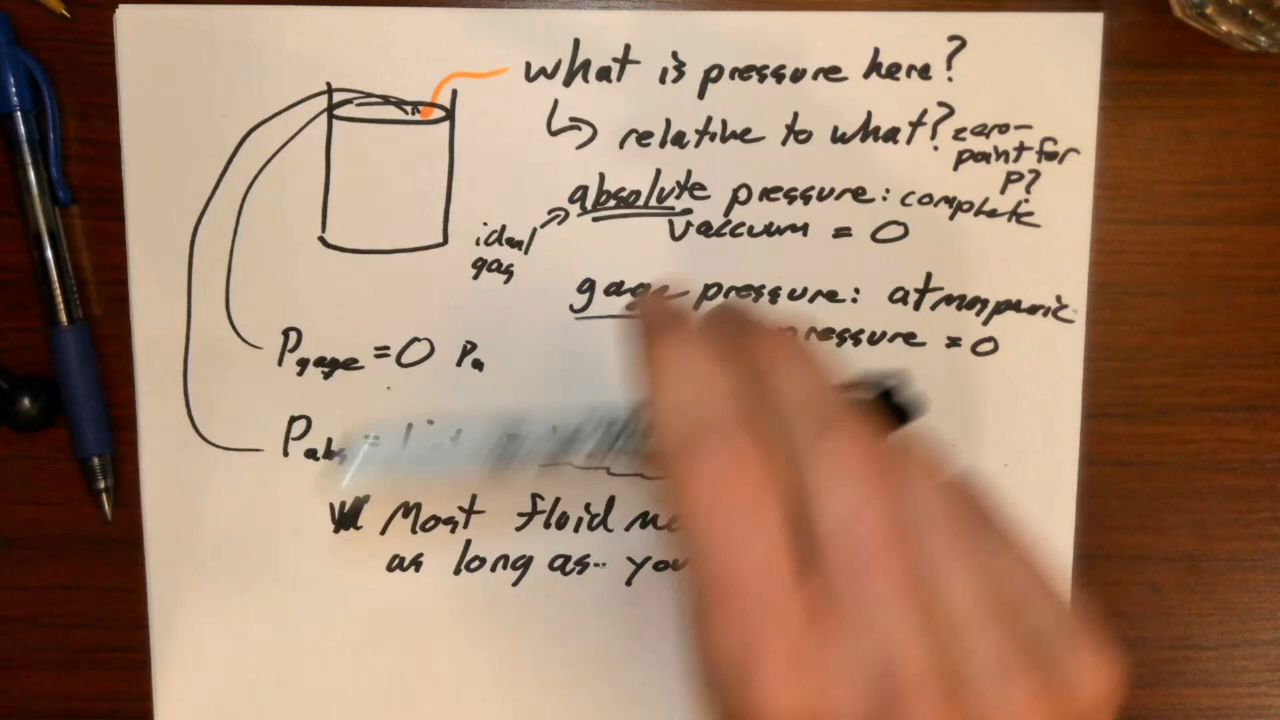 what is pressure here?
relative to what? zero-
point for
P?
absolute pressure: complete
vaccum = 0
ideal
gas
gage pressure: atmospheric
pressure = 0
Pgage = 0 Pa
Pabs =
Most fluid
as long as.. you